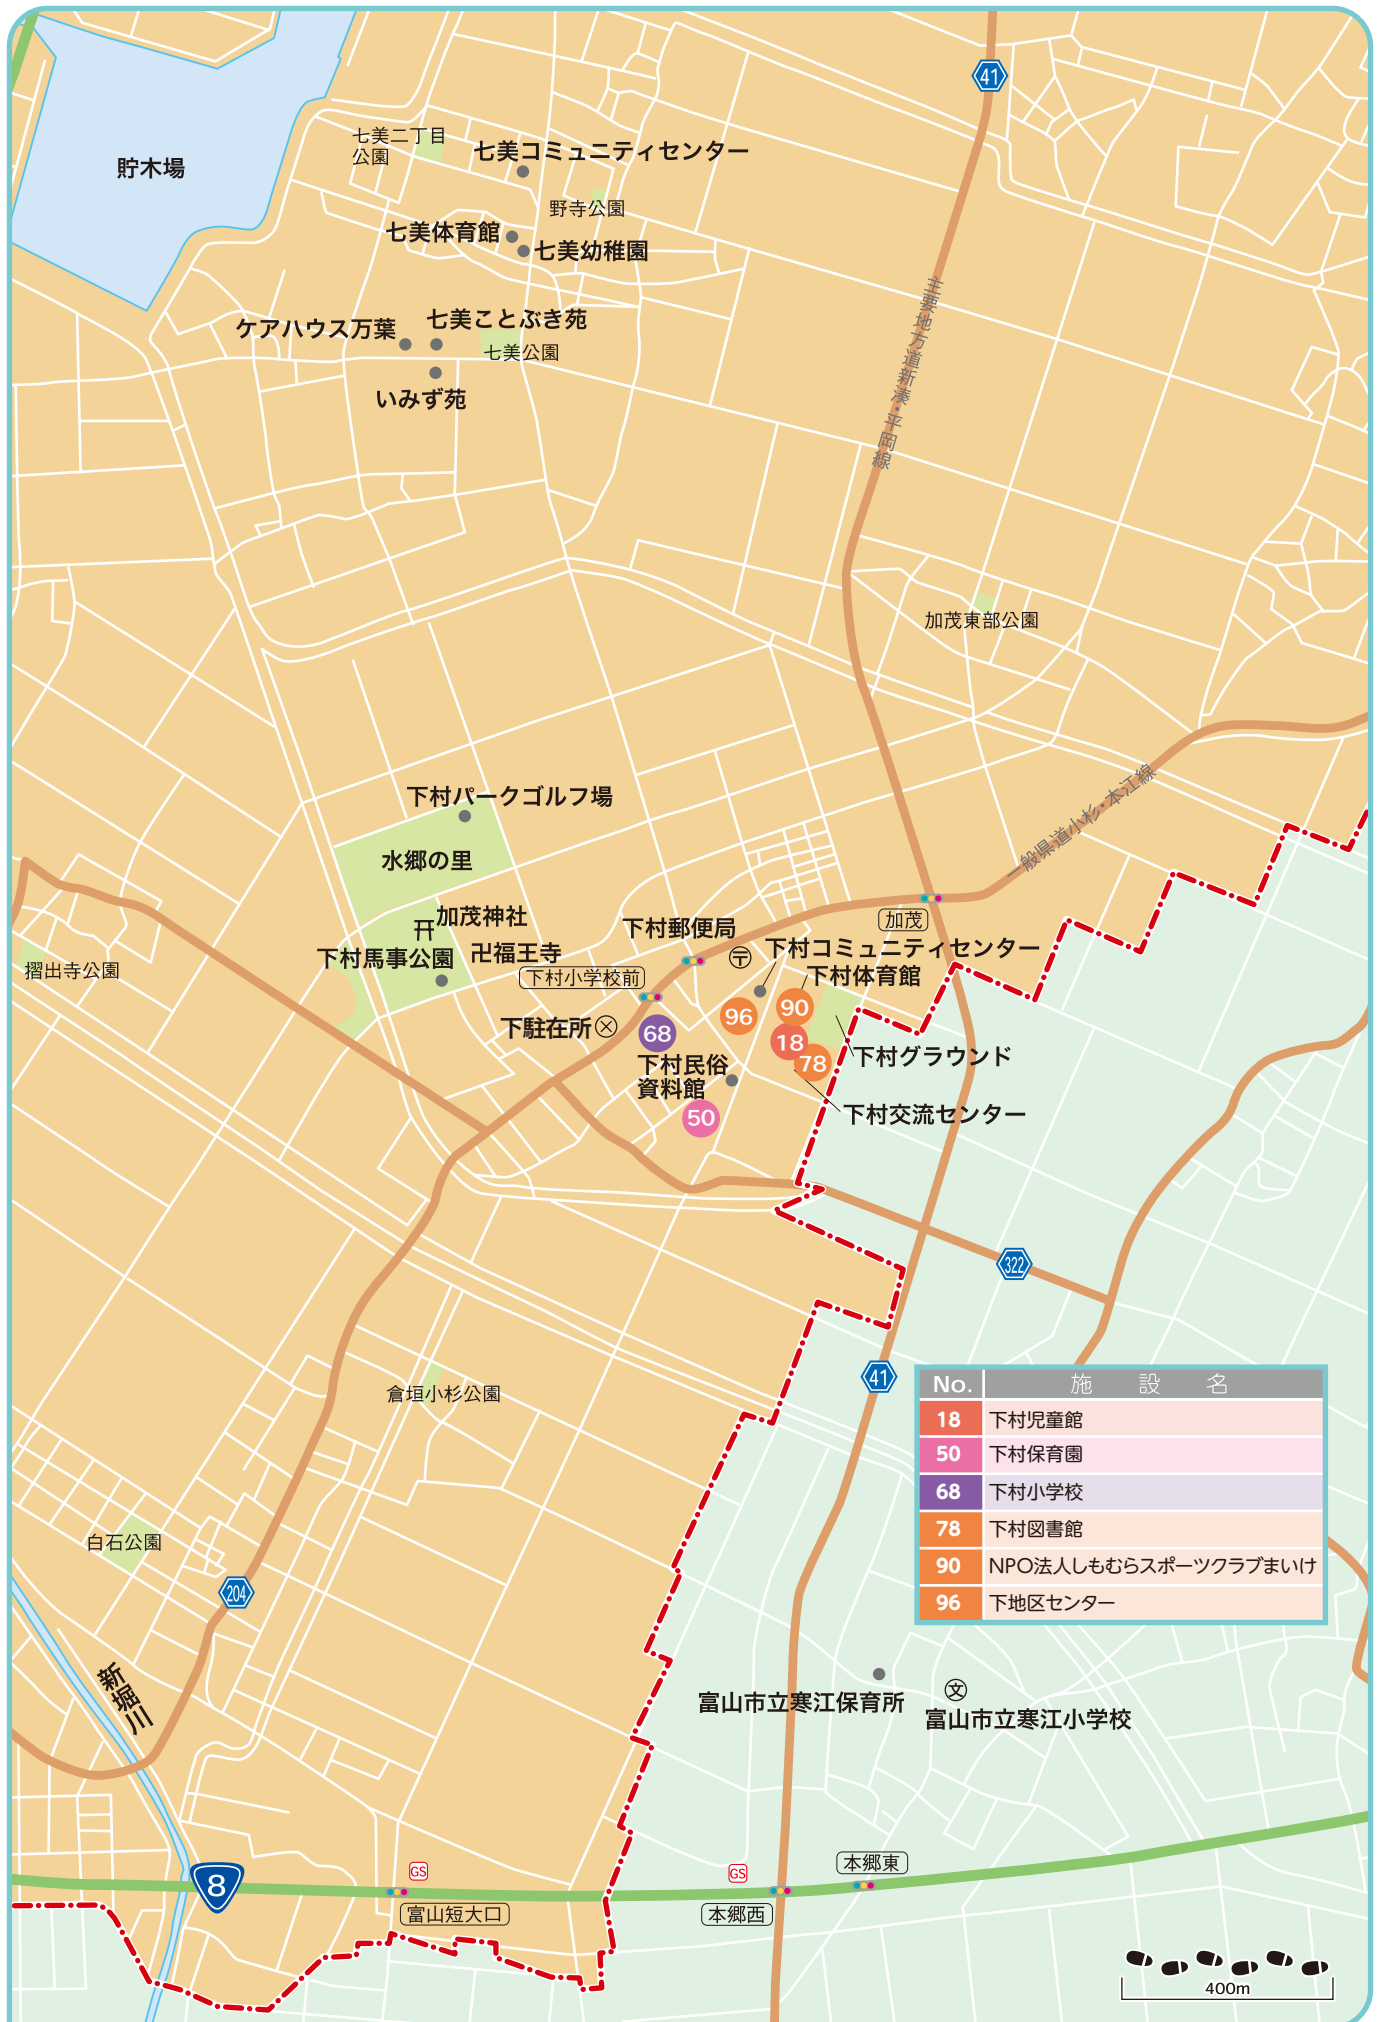 41
七美二丁目
公園
七美コミュニティセンター
貯木場
野寺公園
七美体育館
七美幼稚園
主要地方道新湊・平岡線
ケアハウス万葉
七美ことぶき苑
七美公園
いみず苑
加茂東部公園
一般県道小杉・本江線
下村パークゴルフ場
水郷の里
加茂神社
下村馬事公園
卍福王寺
摺出寺公園
下村郵便局
〒
加茂
下村小学校前
下村コミュニティセンター
下村体育館
90
96
下駐在所
68
18
78
下村グラウンド
下村民俗
資料館
50
下村交流センター
322
41
倉垣小杉公園
No. 施設名
18 下村児童館
50 下村保育園
68 下村小学校
78 下村図書館
90 NPO法人しもむらスポーツクラブまいけ
96 下地区センター
白石公園
204
新堀川
富山市立寒江保育所
文
富山市立寒江小学校
8
GS
富山短大口
GS
本郷西
本郷東
400m